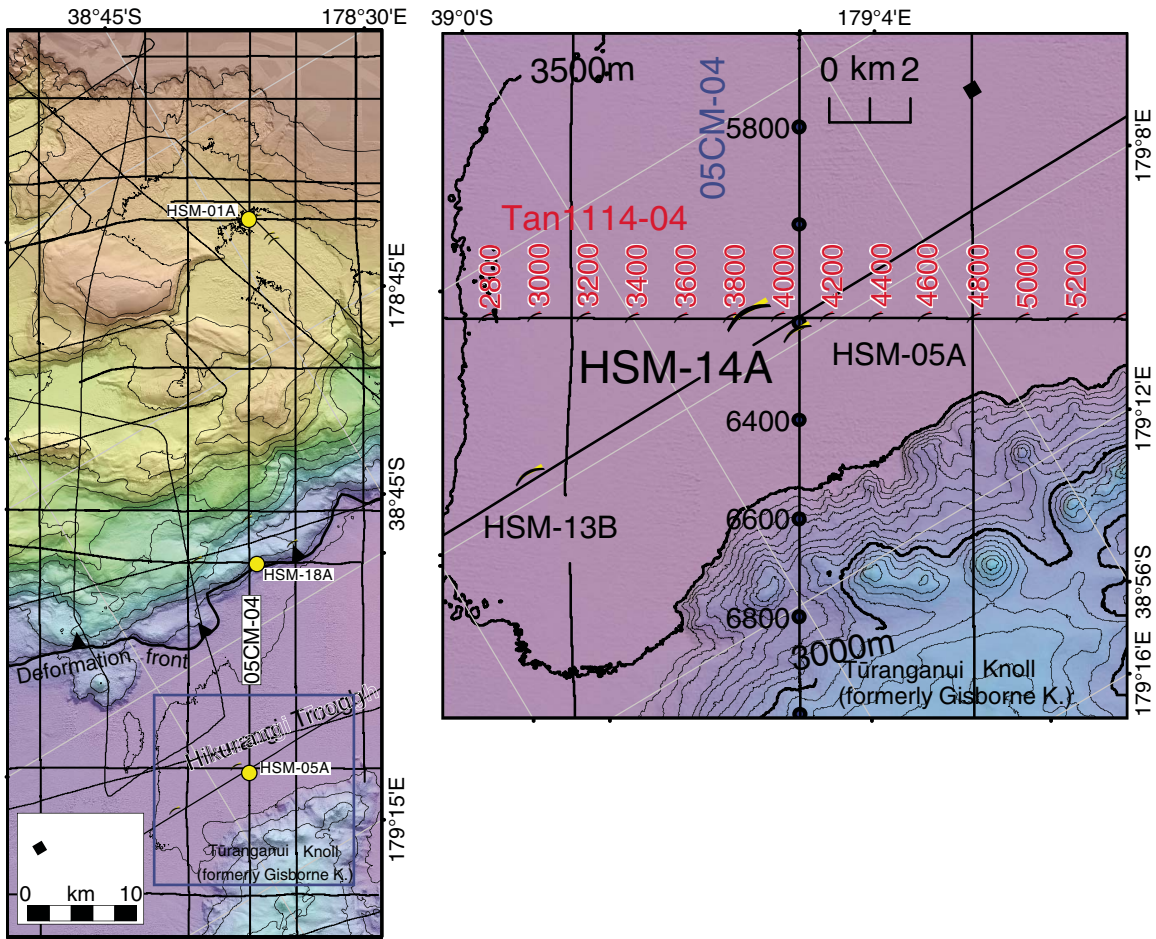 38°45'S
178°30'E
HSM-01A
178°45'E
38°45'S
HSM-18A
05CM-04
Deformation front
Hikurangi Trough
HSM-05A
179°15'E
Tūranganui Knoll
(formerly Gisborne K.)
0 km 10
39°0'S
179°4'E
3500m
05CM-04
0 km 2
5800
179°8'E
Tan1114-04
2800 3000 3200 3400 3600 3800 4000 4200 4400 4600 4800 5000 5200
HSM-14A
HSM-05A
6400
179°12'E
HSM-13B
6600
38°56'S
6800
3000m
Tūranganui Knoll
(formerly Gisborne K.)
179°16'E